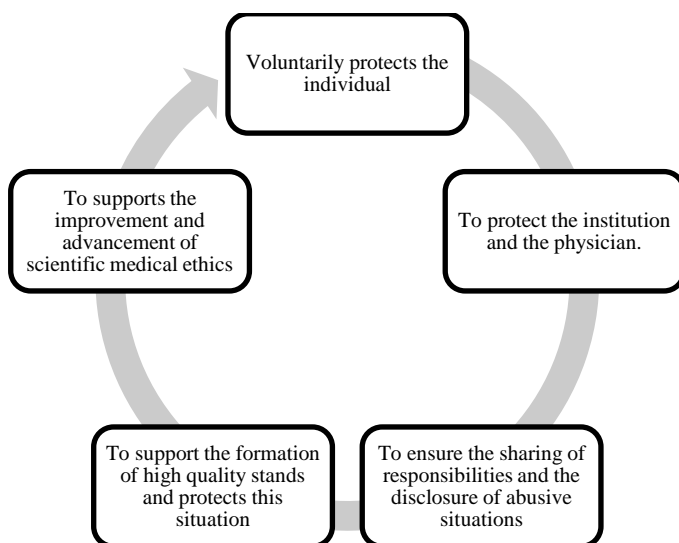 Voluntarily protects the
individual
To protect the institution
and the physician.
To ensure the sharing of
responsibilities and the
disclosure of abusive
situations
To support the formation
of high quality stands
and protects this
situation
To supports the
improvement and
advancement of
scientific medical ethics